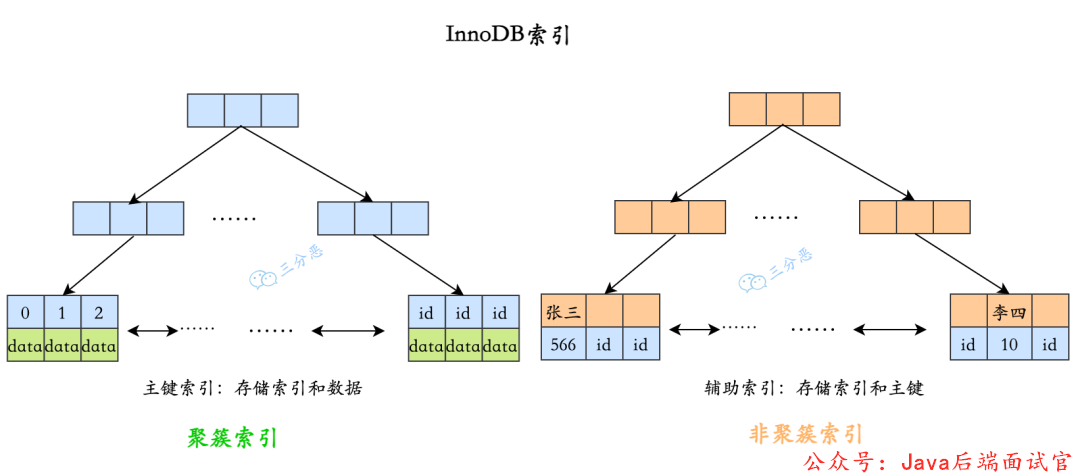 InnoDB索引
······
······
三分恶
三分恶
0 1 2
data data data
······
······
id id id
data data data
张三
566 id id
······
······
李四
id 10 id
主键索引：存储索引和数据
辅助索引：存储索引和主键
聚簇索引
非聚簇索引
公众号：Java后端面试官